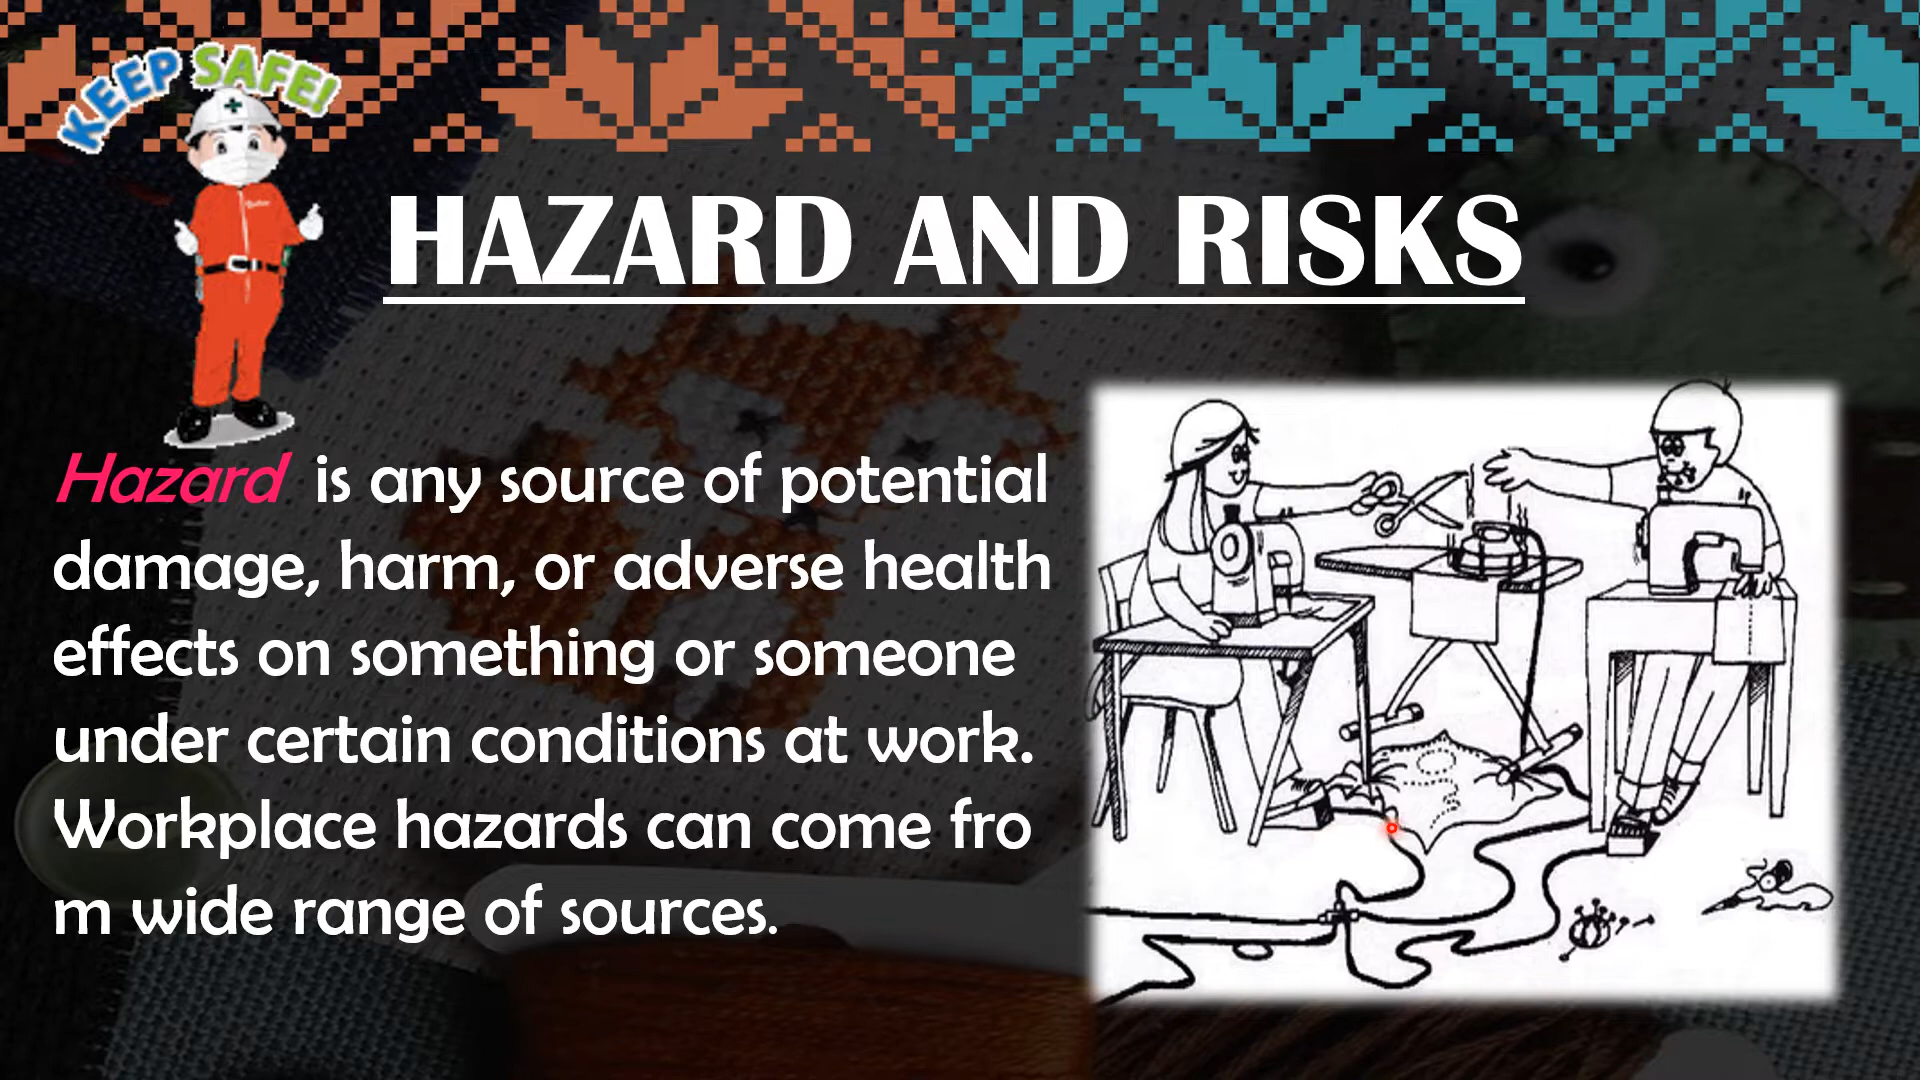 KEEP SAFE!
HAZARD AND RISKS
Hazard is any source of potential
damage, harm, or adverse health
effects on something or someone
under certain conditions at work.
Workplace hazards can come fro
m wide range of sources.